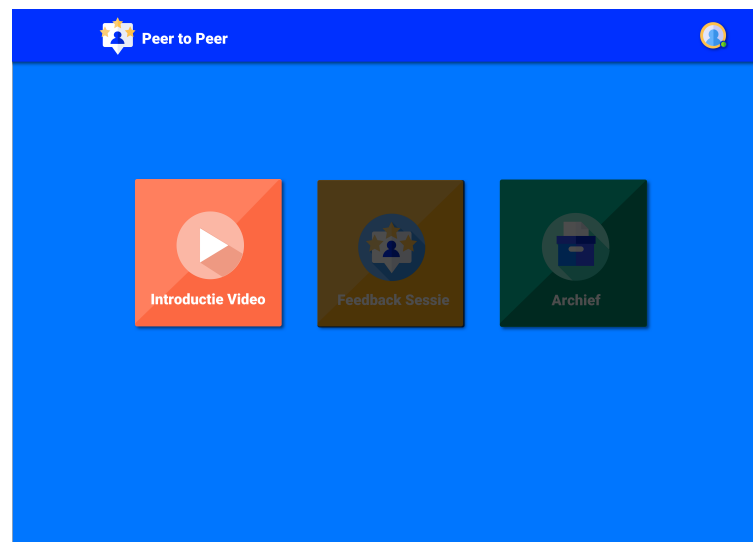 Peer to Peer
Introductie Video
Feedback Sessie
Archief